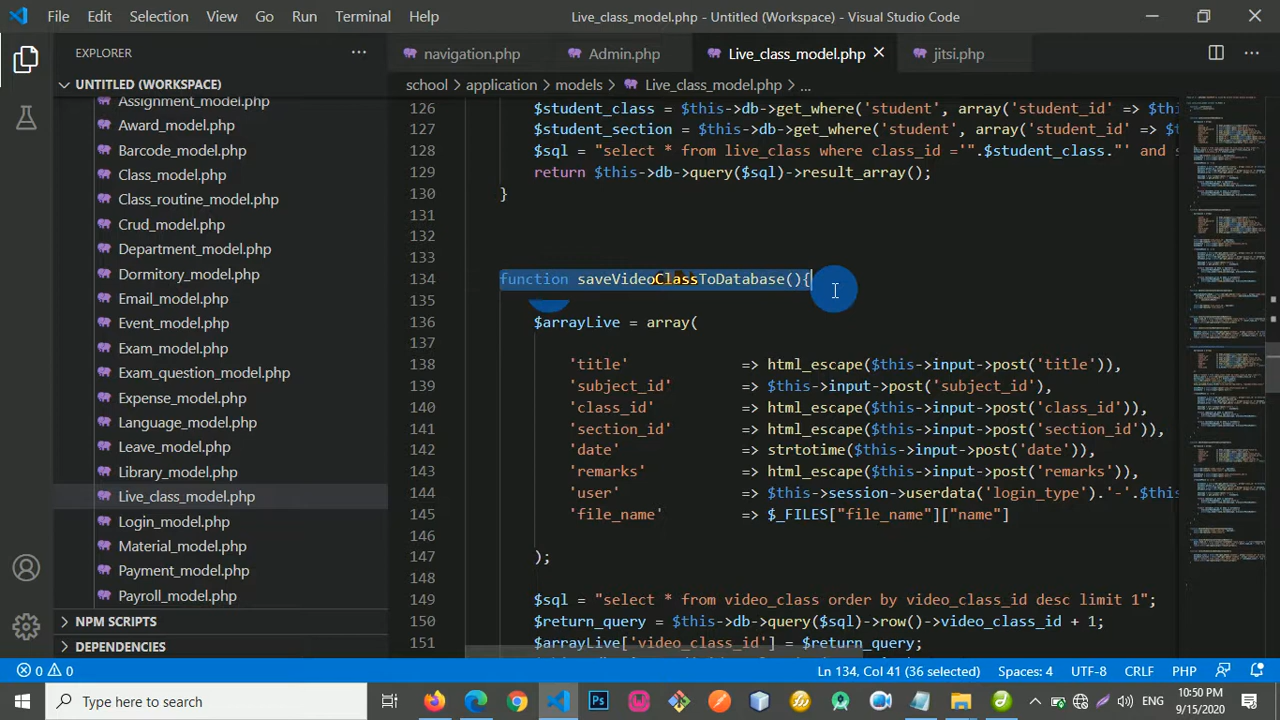 File Edit Selection View Go Run Terminal Help Live_class_model.php - Untitled (Workspace) - Visual Studio Code
EXPLORER
navigation.php Admin.php Live_class_model.php jitsi.php
UNTITLED (WORKSPACE)
school > application > models > Live_class_model.php > ...
Assignment_model.php
Award_model.php
Barcode_model.php
Class_model.php
Class_routine_model.php
Crud_model.php
Department_model.php
Dormitory_model.php
Email_model.php
Event_model.php
Exam_model.php
Exam_question_model.php
Expense_model.php
Language_model.php
Leave_model.php
Library_model.php
Live_class_model.php
Login_model.php
Material_model.php
Payment_model.php
Payroll_model.php
NPM SCRIPTS
DEPENDENCIES
126 $student_class = $this->db->get_where('student', array('student_id' => $thi
127 $student_section = $this->db->get_where('student', array('student_id' =>
128 $sql = "select * from live_class where class_id ='".$student_class."' and s
129 return $this->db->query($sql)->result_array();
130 }
131
132
133
134 function saveVideoClassToDatabase(){
135
136 $arrayLive = array(
137
138 'title' => html_escape($this->input->post('title')),
139 'subject_id' => $this->input->post('subject_id'),
140 'class_id' => html_escape($this->input->post('class_id')),
141 'section_id' => html_escape($this->input->post('section_id')),
142 'date' => strtotime($this->input->post('date')),
143 'remarks' => html_escape($this->input->post('remarks')),
144 'user' => $this->session->userdata('login_type').'-'.$this
145 'file_name' => $_FILES["file_name"]["name"]
146
147 );
148
149 $sql = "select * from video_class order by video_class_id desc limit 1";
150 $return_query = $this->db->query($sql)->row()->video_class_id + 1;
151 $arrayLive['video_class_id'] = $return_query;
0 0 Ln 134, Col 41 (36 selected) Spaces: 4 UTF-8 CRLF PHP
Type here to search
ENG
10:50 PM
9/15/2020